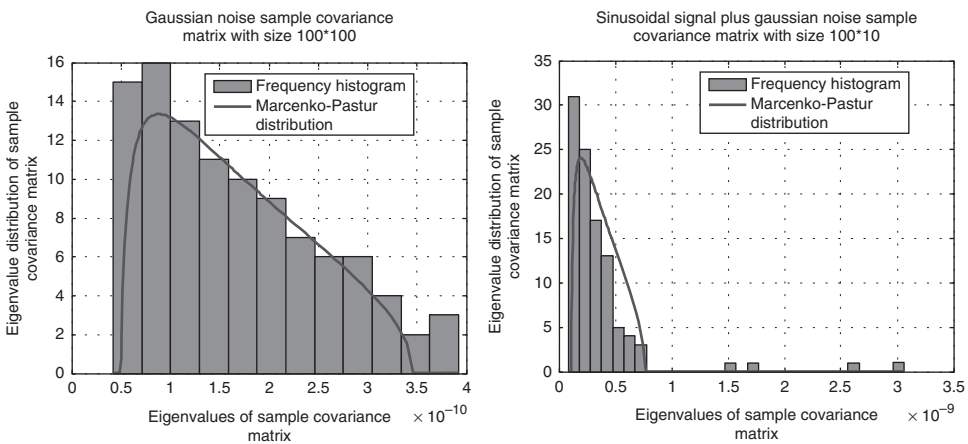 Gaussian noise sample covariance
matrix with size 100*100
Eigenvalue distribution of sample
covariance matrix
16
14
12
10
8
6
4
2
0
Frequency histogram
Marcenko-Pastur
distribution
0
0.5
1
1.5
2
2.5
3
3.5
4
Eigenvalues of sample covariance
matrix
× 10⁻¹⁰
Sinusoidal signal plus gaussian noise sample
covariance matrix with size 100*10
Eigenvalue distribution of sample
covariance matrix
35
30
25
20
15
10
5
0
Frequency histogram
Marcenko-Pastur
distribution
0
0.5
1
1.5
2
2.5
3
3.5
Eigenvalues of sample covariance
matrix
× 10⁻⁹